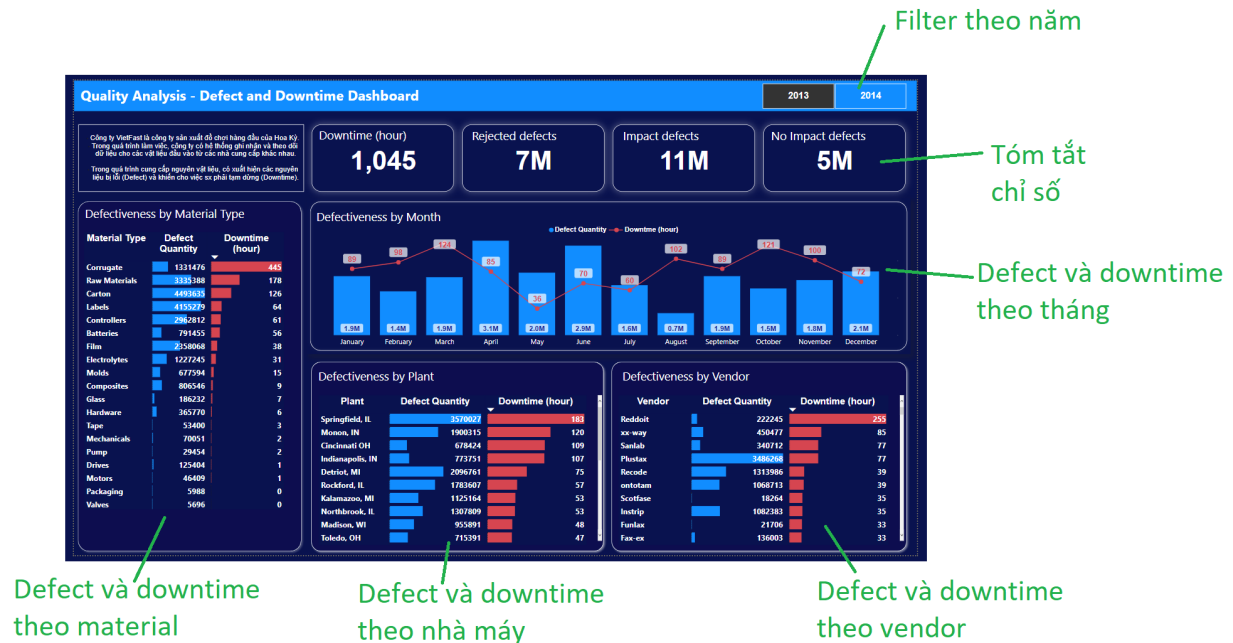 Filter theo năm
Quality Analysis - Defect and Downtime Dashboard
2013
2014
Công ty VietFast là công ty sản xuất đồ chơi hàng đầu của Hoa Kỳ.
Trong quá trình làm việc, công ty có hệ thống ghi nhận và theo dõi
dữ liệu cho các vật liệu đầu vào từ các nhà cung cấp khác nhau.
Trong quá trình cung cấp nguyên vật liệu, có xuất hiện các nguyên
liệu bị lỗi (Defect) và khiến cho việc sx phải tạm dừng (Downtime).
Downtime (hour)
1,045
Rejected defects
7M
Impact defects
11M
No Impact defects
5M
Tóm tắt
chỉ số
Defectiveness by Material Type
Material Type Defect Quantity Downtime (hour)
Corrugate 1331476 445
Raw Materials 3335388 178
Carton 4493635 126
Labels 4155279 64
Controllers 2962812 61
Batteries 791455 56
Film 2358068 38
Electrolytes 1227245 31
Molds 677594 15
Composites 806546 9
Glass 186232 7
Hardware 365770 6
Tape 53400 3
Mechanicals 70051 2
Pump 29454 2
Drives 125404 1
Motors 46409 1
Packaging 5988 0
Valves 5696 0
Defectiveness by Month
Defect Quantity Downtme (hour)
89 98 124 85 36 70 60 102 89 121 100 72
1.9M 1.4M 1.9M 3.1M 2.0M 2.9M 1.6M 0.7M 1.9M 1.5M 1.8M 2.1M
January February March April May June July August September October November December
Defect và downtime
theo tháng
Defectiveness by Plant
Plant Defect Quantity Downtime (hour)
Springfield, IL 3570027 183
Monon, IN 1900315 120
Cincinnati OH 678424 109
Indianapolis, IN 773751 107
Detriot, MI 2096761 75
Rockford, IL 1783607 57
Kalamazoo, MI 1125164 53
Northbrook, IL 1307809 53
Madison, WI 955891 48
Toledo, OH 715391 47
Defectiveness by Vendor
Vendor Defect Quantity Downtime (hour)
Reddoit 222245 255
xx-way 450477 85
Sanlab 340712 77
Plustax 3486268 77
Recode 1313986 39
ontotam 1068713 39
Scotfase 18264 35
Instrip 1082383 35
Funlax 21706 33
Fax-ex 136003 33
Defect và downtime
theo material
Defect và downtime
theo nhà máy
Defect và downtime
theo vendor